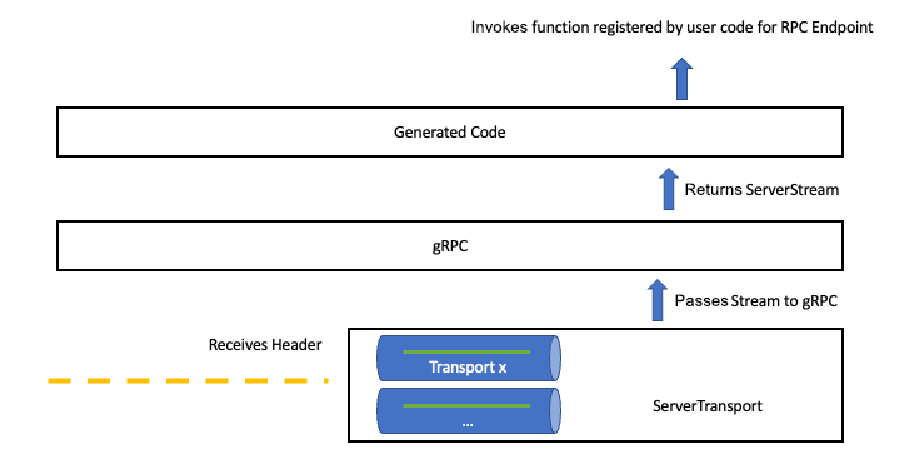 Invokes function registered by user code for RPC Endpoint
Generated Code
Returns ServerStream
gRPC
Passes Stream to gRPC
Receives Header
Transport x
ServerTransport
...